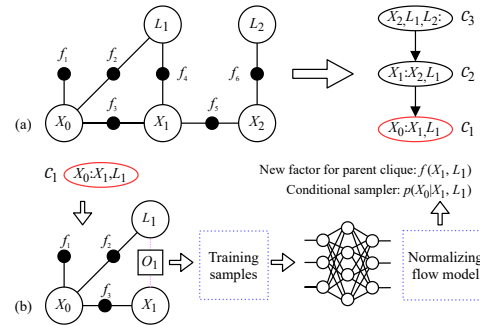 L₁
L₂
X₂,L₁,L₂:
C₃
f₁
f₂
f₄
f₆
X₁:X₂,L₁
C₂
f₃
f₅
(a)
X₀
X₁
X₂
X₀:X₁,L₁
C₁
C₁
X₀:X₁,L₁
New factor for parent clique: f(X₁, L₁)
Conditional sampler: p(X₀|X₁, L₁)
L₁
f₁
f₂
O₁
Training
samples
Normalizing
flow model
f₃
(b)
X₀
X₁